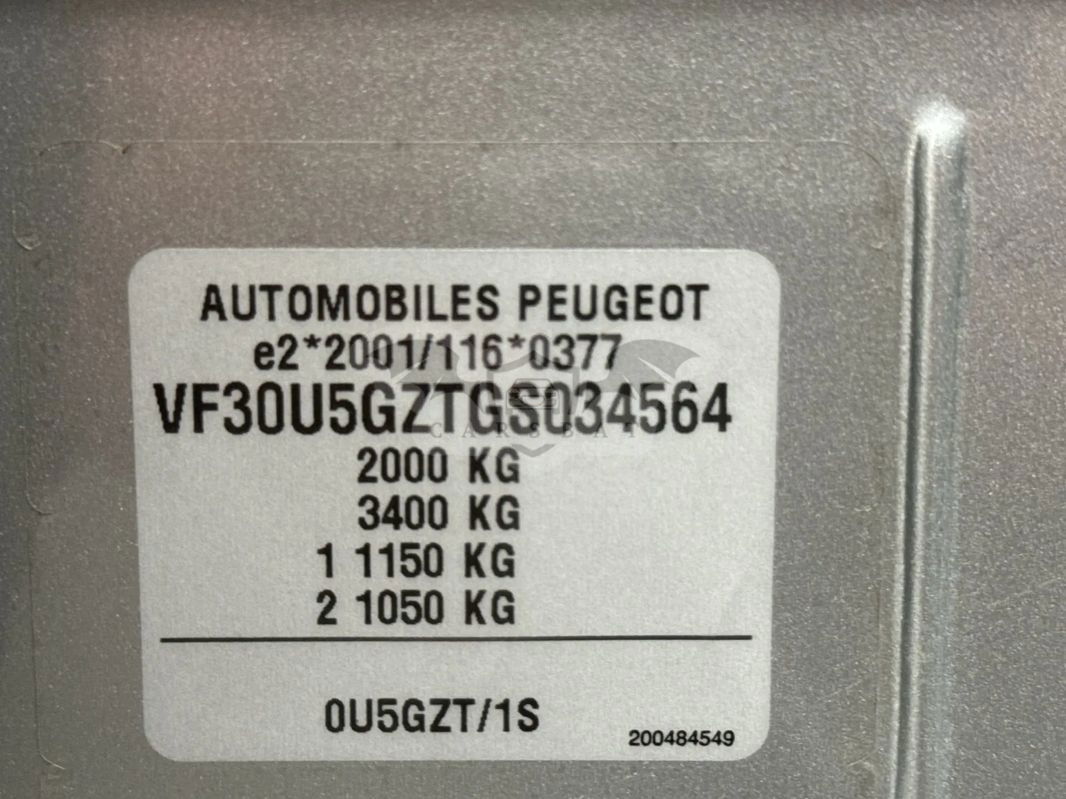 AUTOMOBILES PEUGEOT
e2*2001/116*0377
VF30U5GZTGS034564
CARSBAT
2000 KG
3400 KG
1 1150 KG
2 1050 KG
0U5GZT/1S
200484549